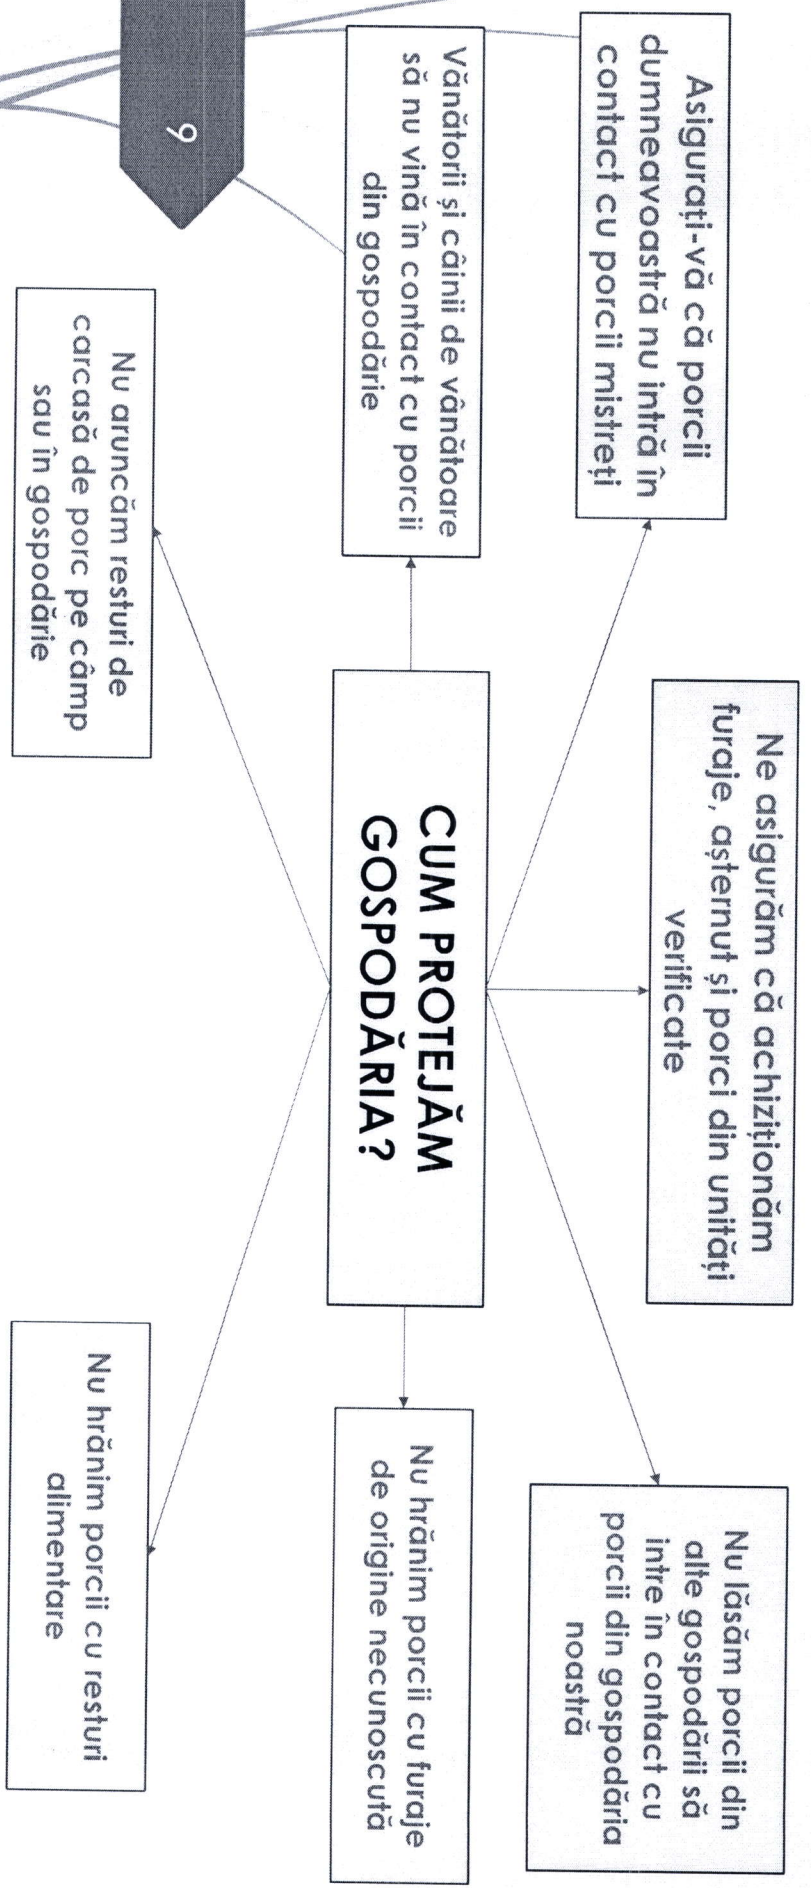 Asigurați-vă că porcii
dumneavoastră nu intră în
contact cu porcii mistreți
Ne asigurăm că achiziționăm
furaje, așternut și porci din unități
verificate
Nu lăsăm porcii din
alte gospodării să
intre în contact cu
porcii din gospodăria
noastră
Vănătorii și câinii de vânătoare
să nu vină în contact cu porcii
din gospodărie
CUM PROTEJĂM
GOSPODĂRIA?
Nu hrănim porcii cu furaje
de origine necunoscută
Nu aruncăm resturi de
carcasă de porc pe câmp
sau în gospodărie
Nu hrănim porcii cu resturi
alimentare
9